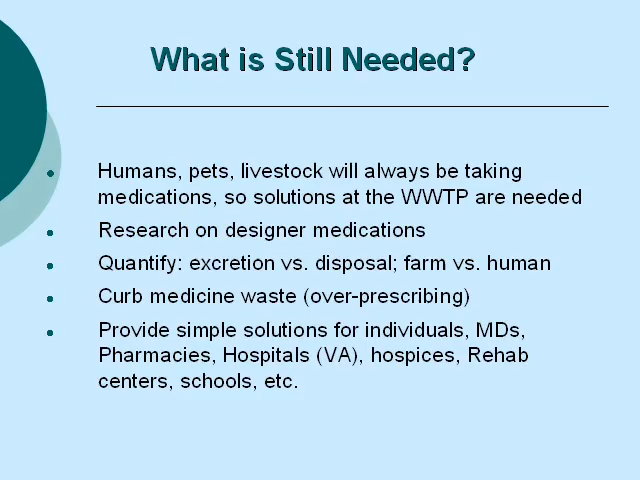 What is Still Needed?
Humans, pets, livestock will always be taking
medications, so solutions at the WWTP are needed
Research on designer medications
Quantify: excretion vs. disposal; farm vs. human
Curb medicine waste (over-prescribing)
Provide simple solutions for individuals, MDs,
Pharmacies, Hospitals (VA), hospices, Rehab
centers, schools, etc.